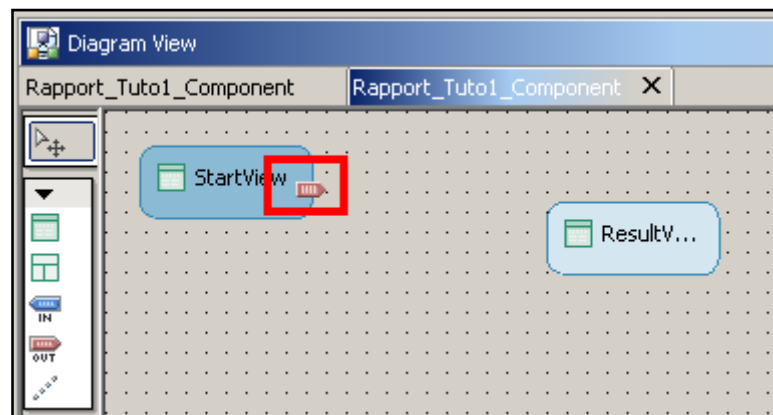 Diagram View
Rapport_Tuto1_Component
Rapport_Tuto1_Component
StartView
ResultV...
IN
OUT